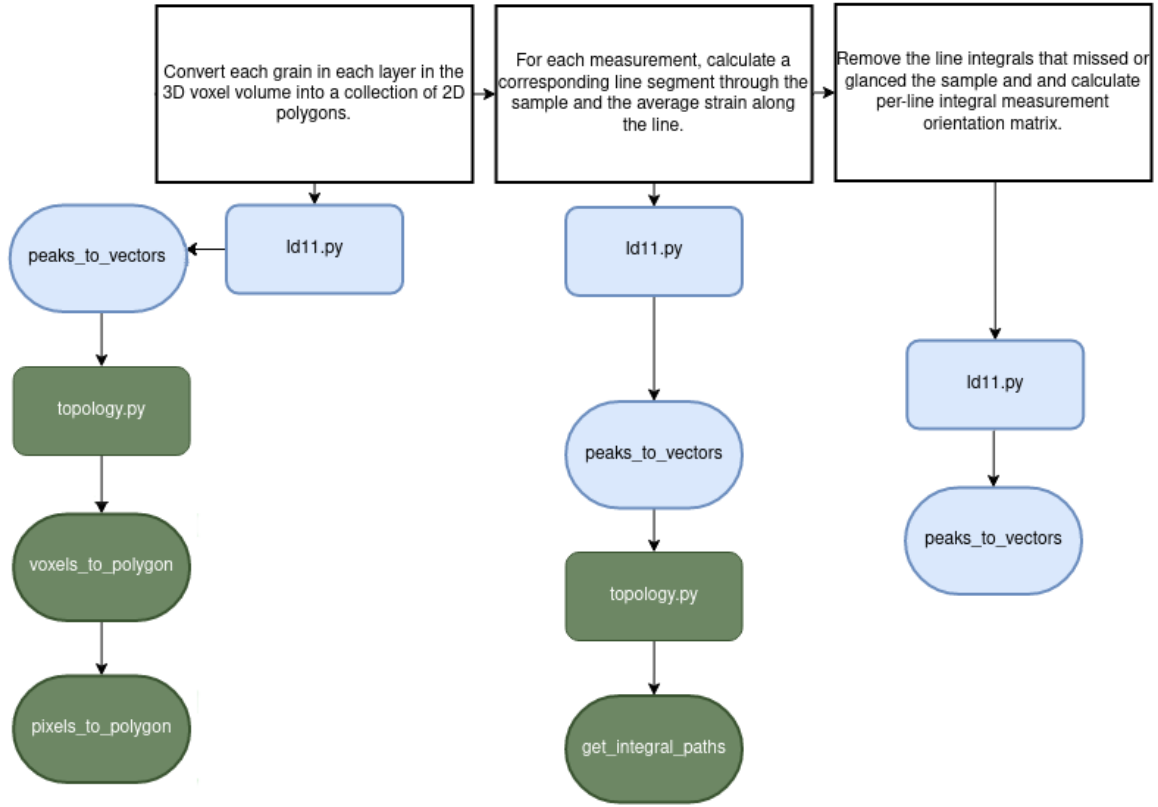 Convert each grain in each layer in the
3D voxel volume into a collection of 2D
polygons.
For each measurement, calculate a
corresponding line segment through the
sample and the average strain along
the line.
Remove the line integrals that missed or
glanced the sample and and calculate
per-line integral measurement
orientation matrix.
peaks_to_vectors
Id11.py
topology.py
voxels_to_polygon
pixels_to_polygon
Id11.py
peaks_to_vectors
topology.py
get_integral_paths
Id11.py
peaks_to_vectors